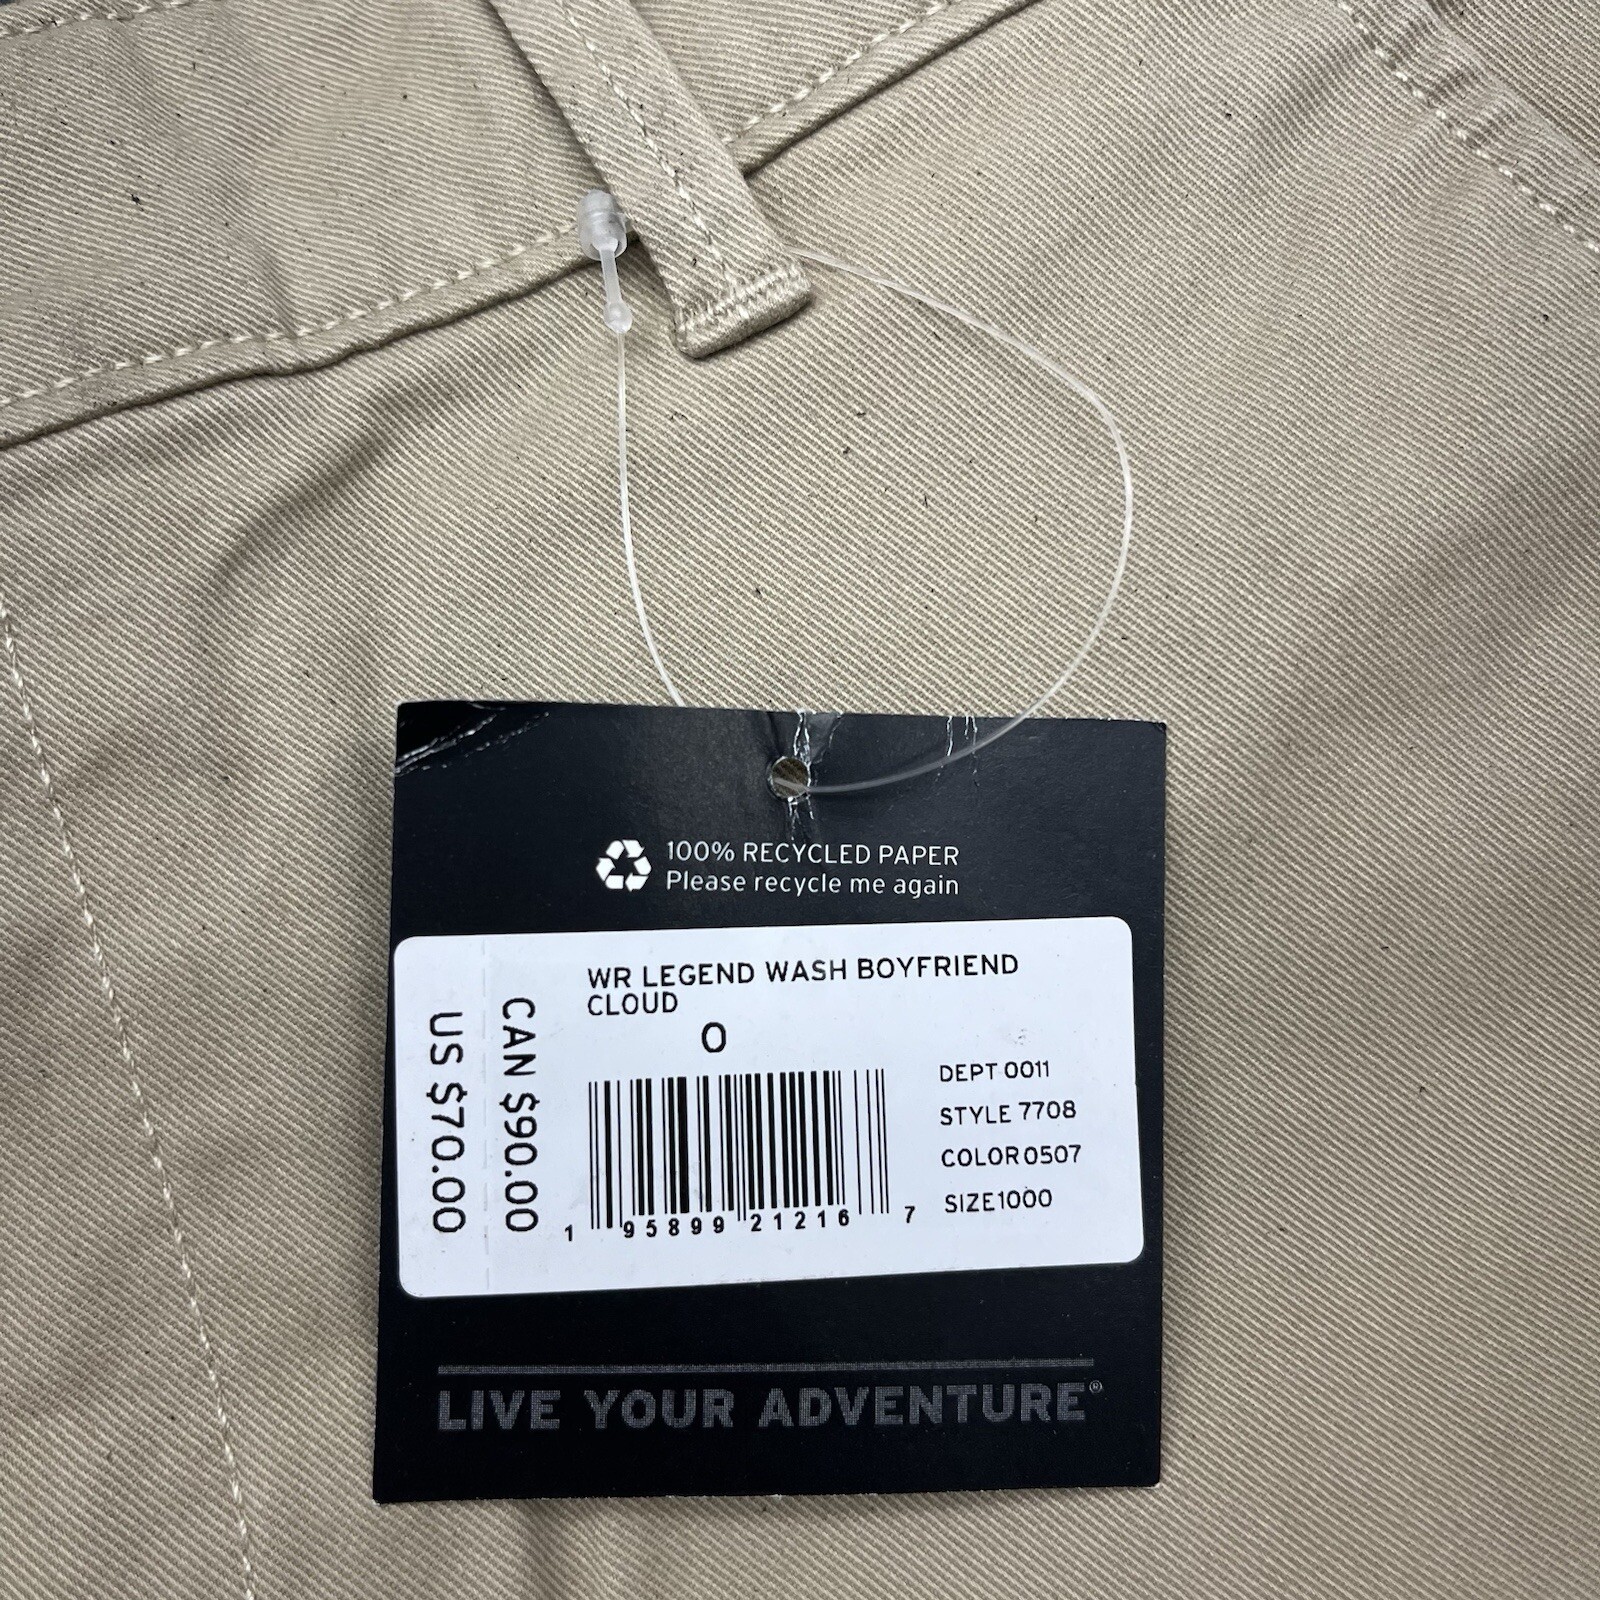 100% RECYCLED PAPER
Please recycle me again
WR LEGEND WASH BOYFRIEND
CLOUD
0
DEPT 0011
STYLE 7708
COLOR 0507
SIZE 1000
1 95899 21216 7
CAN $90.00
US $70.00
LIVE YOUR ADVENTURE®